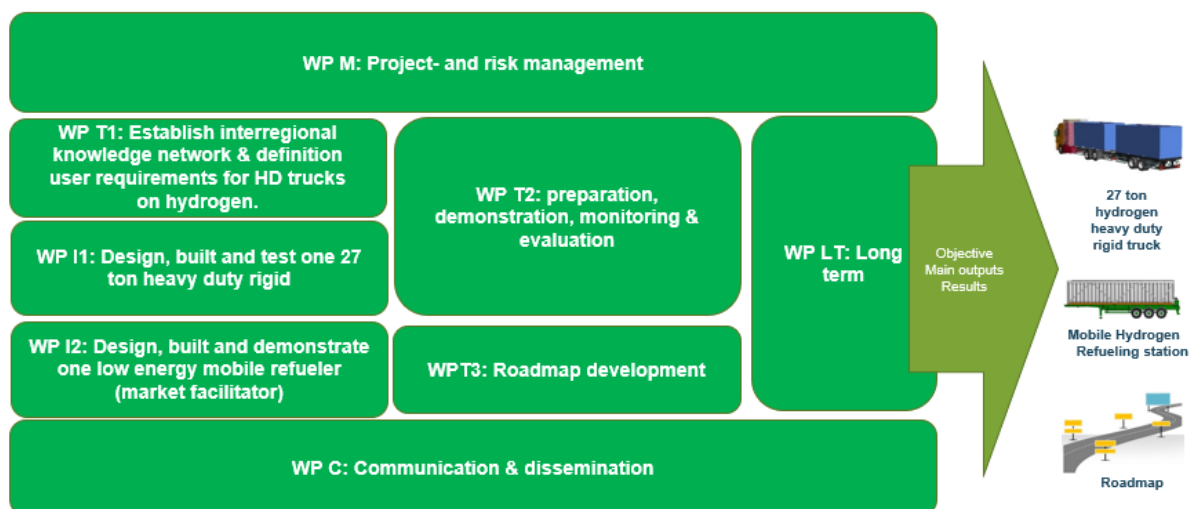 WP M: Project- and risk management
WP T1: Establish interregional
knowledge network & definition
user requirements for HD trucks
on hydrogen.
WP I1: Design, built and test one 27
ton heavy duty rigid
WP I2: Design, built and demonstrate
one low energy mobile refueler
(market facilitator)
WP T2: preparation,
demonstration, monitoring &
evaluation
WPT3: Roadmap development
WP LT: Long
term
WP C: Communication & dissemination
Objective
Main outputs
Results
27 ton
hydrogen
heavy duty
rigid truck
Mobile Hydrogen
Refueling station
Roadmap